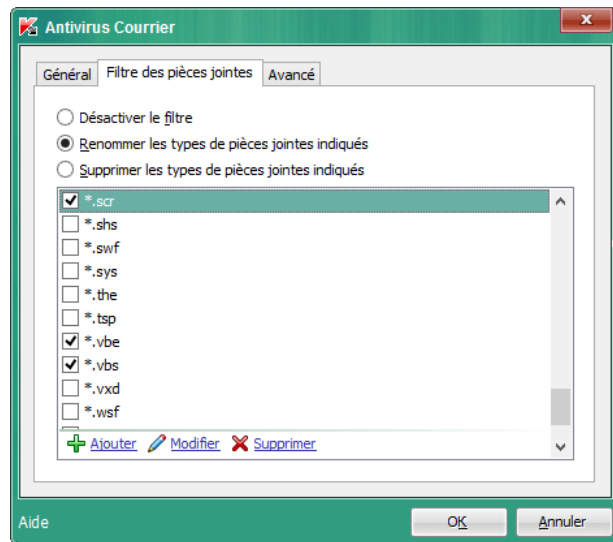 Antivirus Courrier
Général Filtre des pièces jointes Avancé
Désactiver le filtre
Renommer les types de pièces jointes indiqués
Supprimer les types de pièces jointes indiqués
*.scr
*.shs
*.swf
*.sys
*.the
*.tsp
*.vbe
*.vbs
*.vxd
*.wsf
Ajouter Modifier Supprimer
Aide OK Annuler